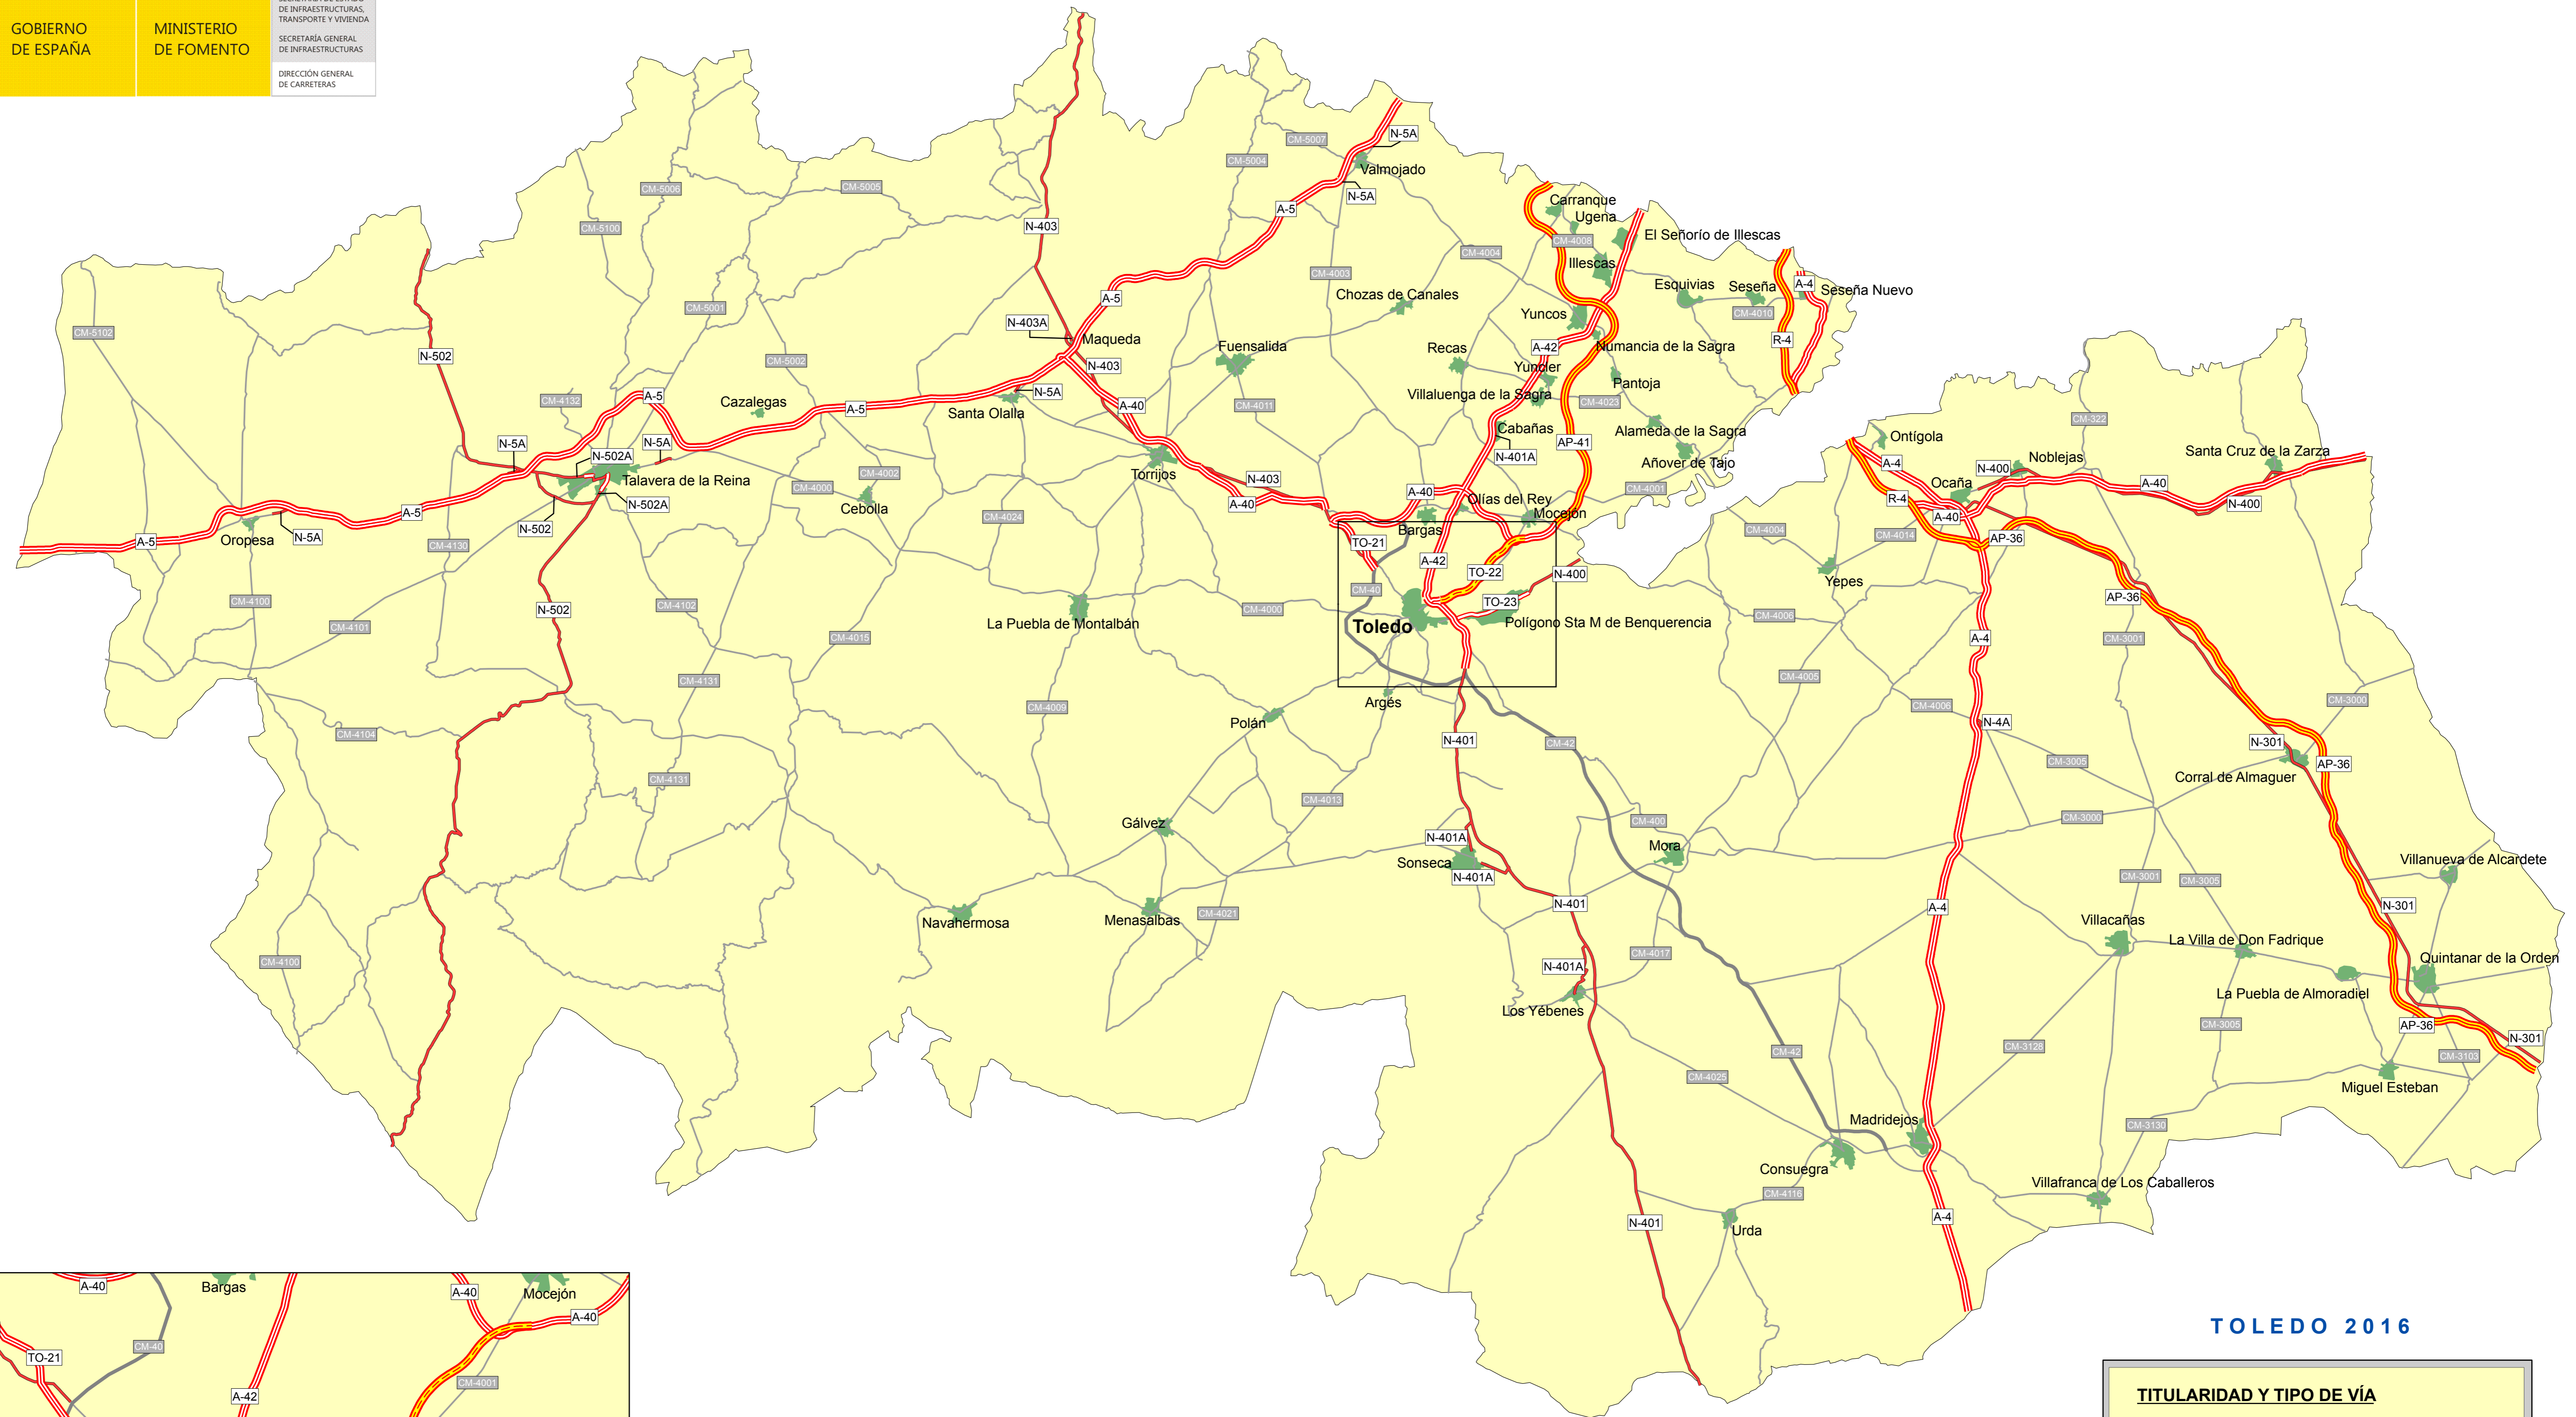 GOBIERNO
DE ESPAÑA
MINISTERIO
DE FOMENTO
DE INFRAESTRUCTURAS,
TRANSPORTE Y VIVIENDA
SECRETARÍA GENERAL
DE INFRAESTRUCTURAS
DIRECCIÓN GENERAL
DE CARRETERAS
N-5A
CM-5007
CM-5004
Valmojado
CM-5006
CM-5005
N-5A
Carranque
A-5
Ugena
N-403
CM-5100
El Señorío de Illescas
CM-4008
CM-4004
Illescas
CM-4003
Esquivias
Seseña
A-4
Seseña Nuevo
Chozas de Canales
A-5
CM-5001
CM-4010
Yuncos
N-403A
CM-5102
Maqueda
R-4
Fuensalida
Recas
A-42
Numancia de la Sagra
N-502
CM-5002
N-403
Yuncler
Pantoja
Villaluenga de la Sagra
A-5
N-5A
CM-4132
Cazalegas
A-5
Santa Olalla
A-40
CM-4011
CM-4023
CM-322
Cabañas
Alameda de la Sagra
Ontígola
N-5A
N-5A
AP-41
N-502A
N-401A
Santa Cruz de la Zarza
Noblejas
A-4
N-400
Añover de Tajo
Talavera de la Reina
CM-4002
Torrijos
N-403
CM-4000
CM-4001
A-40
A-40
Ocaña
R-4
Olías del Rey
N-502A
Cebolla
A-40
N-400
A-5
Mocejón
CM-4024
A-40
N-502
Bargas
CM-4004
CM-4014
AP-36
N-5A
Oropesa
A-5
CM-4130
TO-21
A-42
TO-22
N-400
Yepes
CM-40
AP-36
CM-4100
TO-23
N-502
CM-4102
CM-4000
CM-4006
La Puebla de Montalbán
Toledo
Polígono Sta M de Benquerencia
CM-4101
CM-4015
A-4
CM-3001
CM-4131
CM-4005
Argés
CM-3000
CM-4009
CM-4006
Polán
N-4A
CM-4104
N-401
CM-42
N-301
CM-3005
AP-36
Corral de Almaguer
CM-4131
CM-4013
CM-3000
Gálvez
CM-400
N-401A
Mora
Sonseca
Villanueva de Alcardete
N-401A
CM-3001
CM-3005
N-401
A-4
N-301
CM-4021
Navahermosa
Menasalbas
Villacañas
La Villa de Don Fadrique
CM-4017
Quintanar de la Orden
CM-4100
N-401A
La Puebla de Almoradiel
Los Yébenes
CM-3005
AP-36
N-301
CM-42
CM-3128
CM-3103
CM-4025
Miguel Esteban
Madridejos
CM-3130
Consuegra
Villafranca de Los Caballeros
CM-4116
N-401
A-4
Urda
A-40
Bargas
A-40
Mocejón
A-40
CM-40
TO-21
CM-4001
A-42
TOLEDO 2016
TITULARIDAD Y TIPO DE VÍA